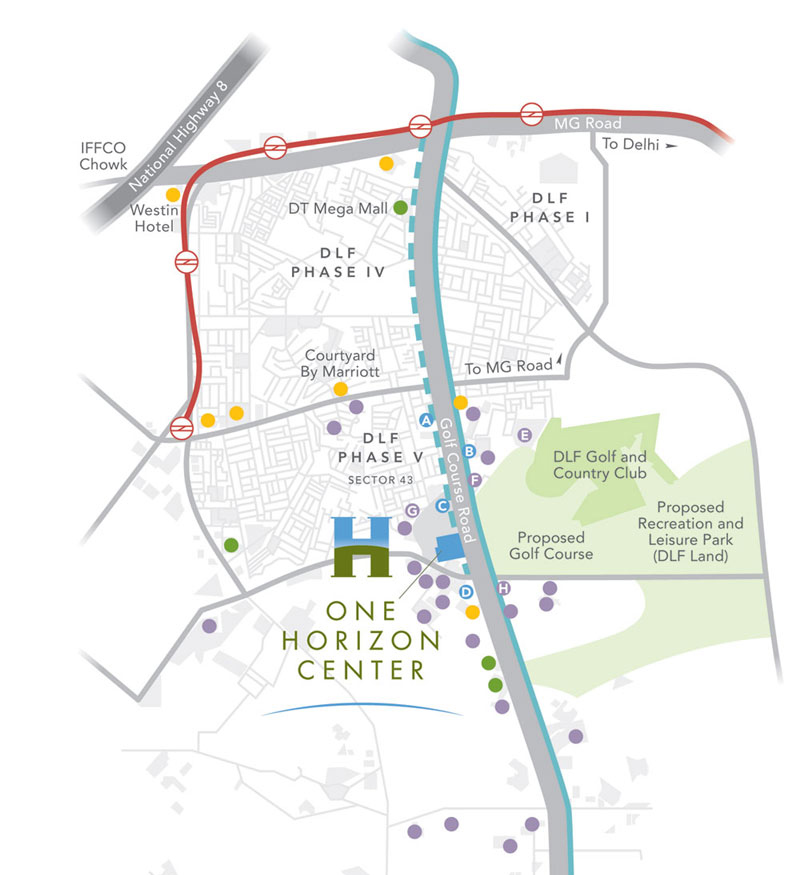 National Highway 8
IFFCO
Chowk
MG Road
To Delhi
Westin
Hotel
DT Mega Mall
DLF
PHASE I
DLF
PHASE IV
Courtyard
By Marriott
To MG Road
A
Golf Course Road
DLF
PHASE V
SECTOR 43
B
E
F
G
C
DLF Golf and
Country Club
Proposed
Golf Course
Proposed
Recreation and
Leisure Park
(DLF Land)
H
D
H
ONE
HORIZON
CENTER